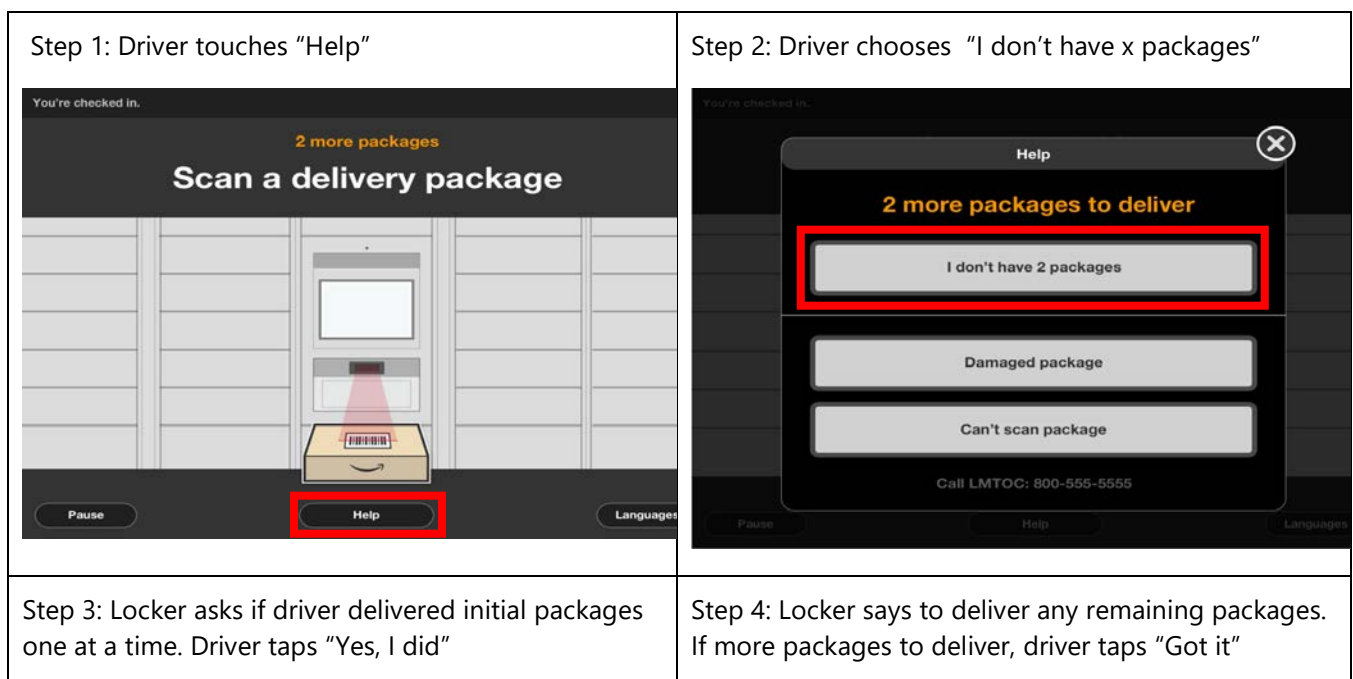 Step 1: Driver touches “Help”
You're checked in.
2 more packages
Scan a delivery package
Pause
Help
Languages
Step 2: Driver chooses “I don’t have x packages”
You're checked in.
Help
2 more packages to deliver
I don't have 2 packages
Damaged package
Can't scan package
Call LMTOC: 800-555-5555
Pause
Help
Languages
Step 3: Locker asks if driver delivered initial packages
one at a time. Driver taps “Yes, I did”
Step 4: Locker says to deliver any remaining packages.
If more packages to deliver, driver taps “Got it”